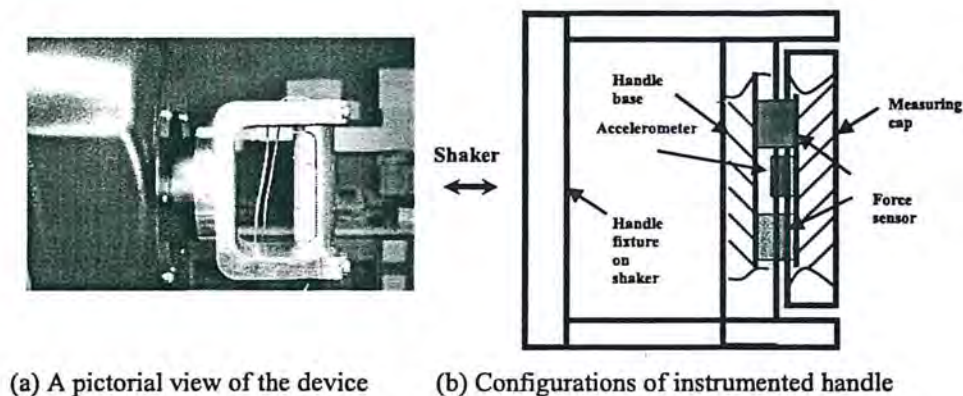 Handle
base
Accelerometer
Measuring
cap
Shaker
Force
sensor
Handle
fixture
on
shaker
(a) A pictorial view of the device
(b) Configurations of instrumented handle